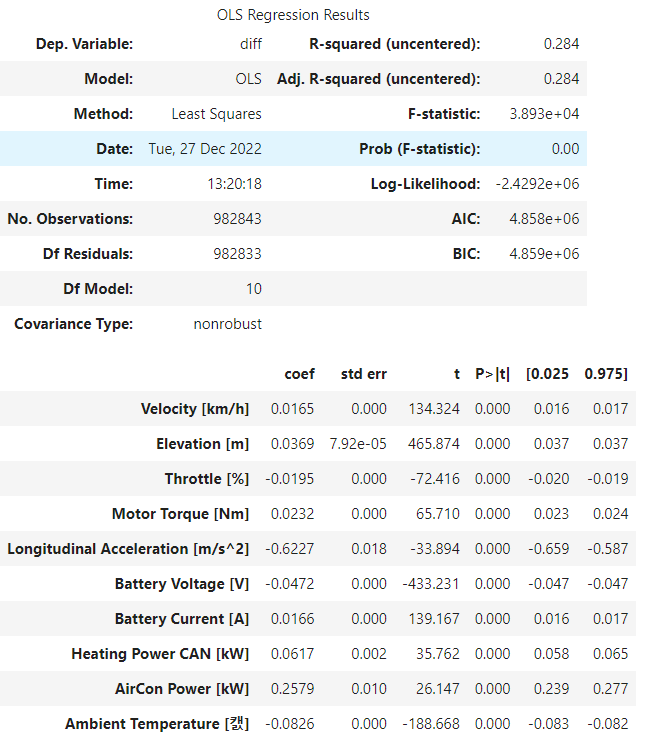 OLS Regression Results
Dep. Variable: diff R-squared (uncentered): 0.284
Model: OLS Adj. R-squared (uncentered): 0.284
Method: Least Squares F-statistic: 3.893e+04
Date: Tue, 27 Dec 2022 Prob (F-statistic): 0.00
Time: 13:20:18 Log-Likelihood: -2.4292e+06
No. Observations: 982843 AIC: 4.858e+06
Df Residuals: 982833 BIC: 4.859e+06
Df Model: 10
Covariance Type: nonrobust
coef std err t P>|t| [0.025 0.975]
Velocity [km/h] 0.0165 0.000 134.324 0.000 0.016 0.017
Elevation [m] 0.0369 7.92e-05 465.874 0.000 0.037 0.037
Throttle [%] -0.0195 0.000 -72.416 0.000 -0.020 -0.019
Motor Torque [Nm] 0.0232 0.000 65.710 0.000 0.023 0.024
Longitudinal Acceleration [m/s^2] -0.6227 0.018 -33.894 0.000 -0.659 -0.587
Battery Voltage [V] -0.0472 0.000 -433.231 0.000 -0.047 -0.047
Battery Current [A] 0.0166 0.000 139.167 0.000 0.016 0.017
Heating Power CAN [kW] 0.0617 0.002 35.762 0.000 0.058 0.065
AirCon Power [kW] 0.2579 0.010 26.147 0.000 0.239 0.277
Ambient Temperature [캜] -0.0826 0.000 -188.668 0.000 -0.083 -0.082